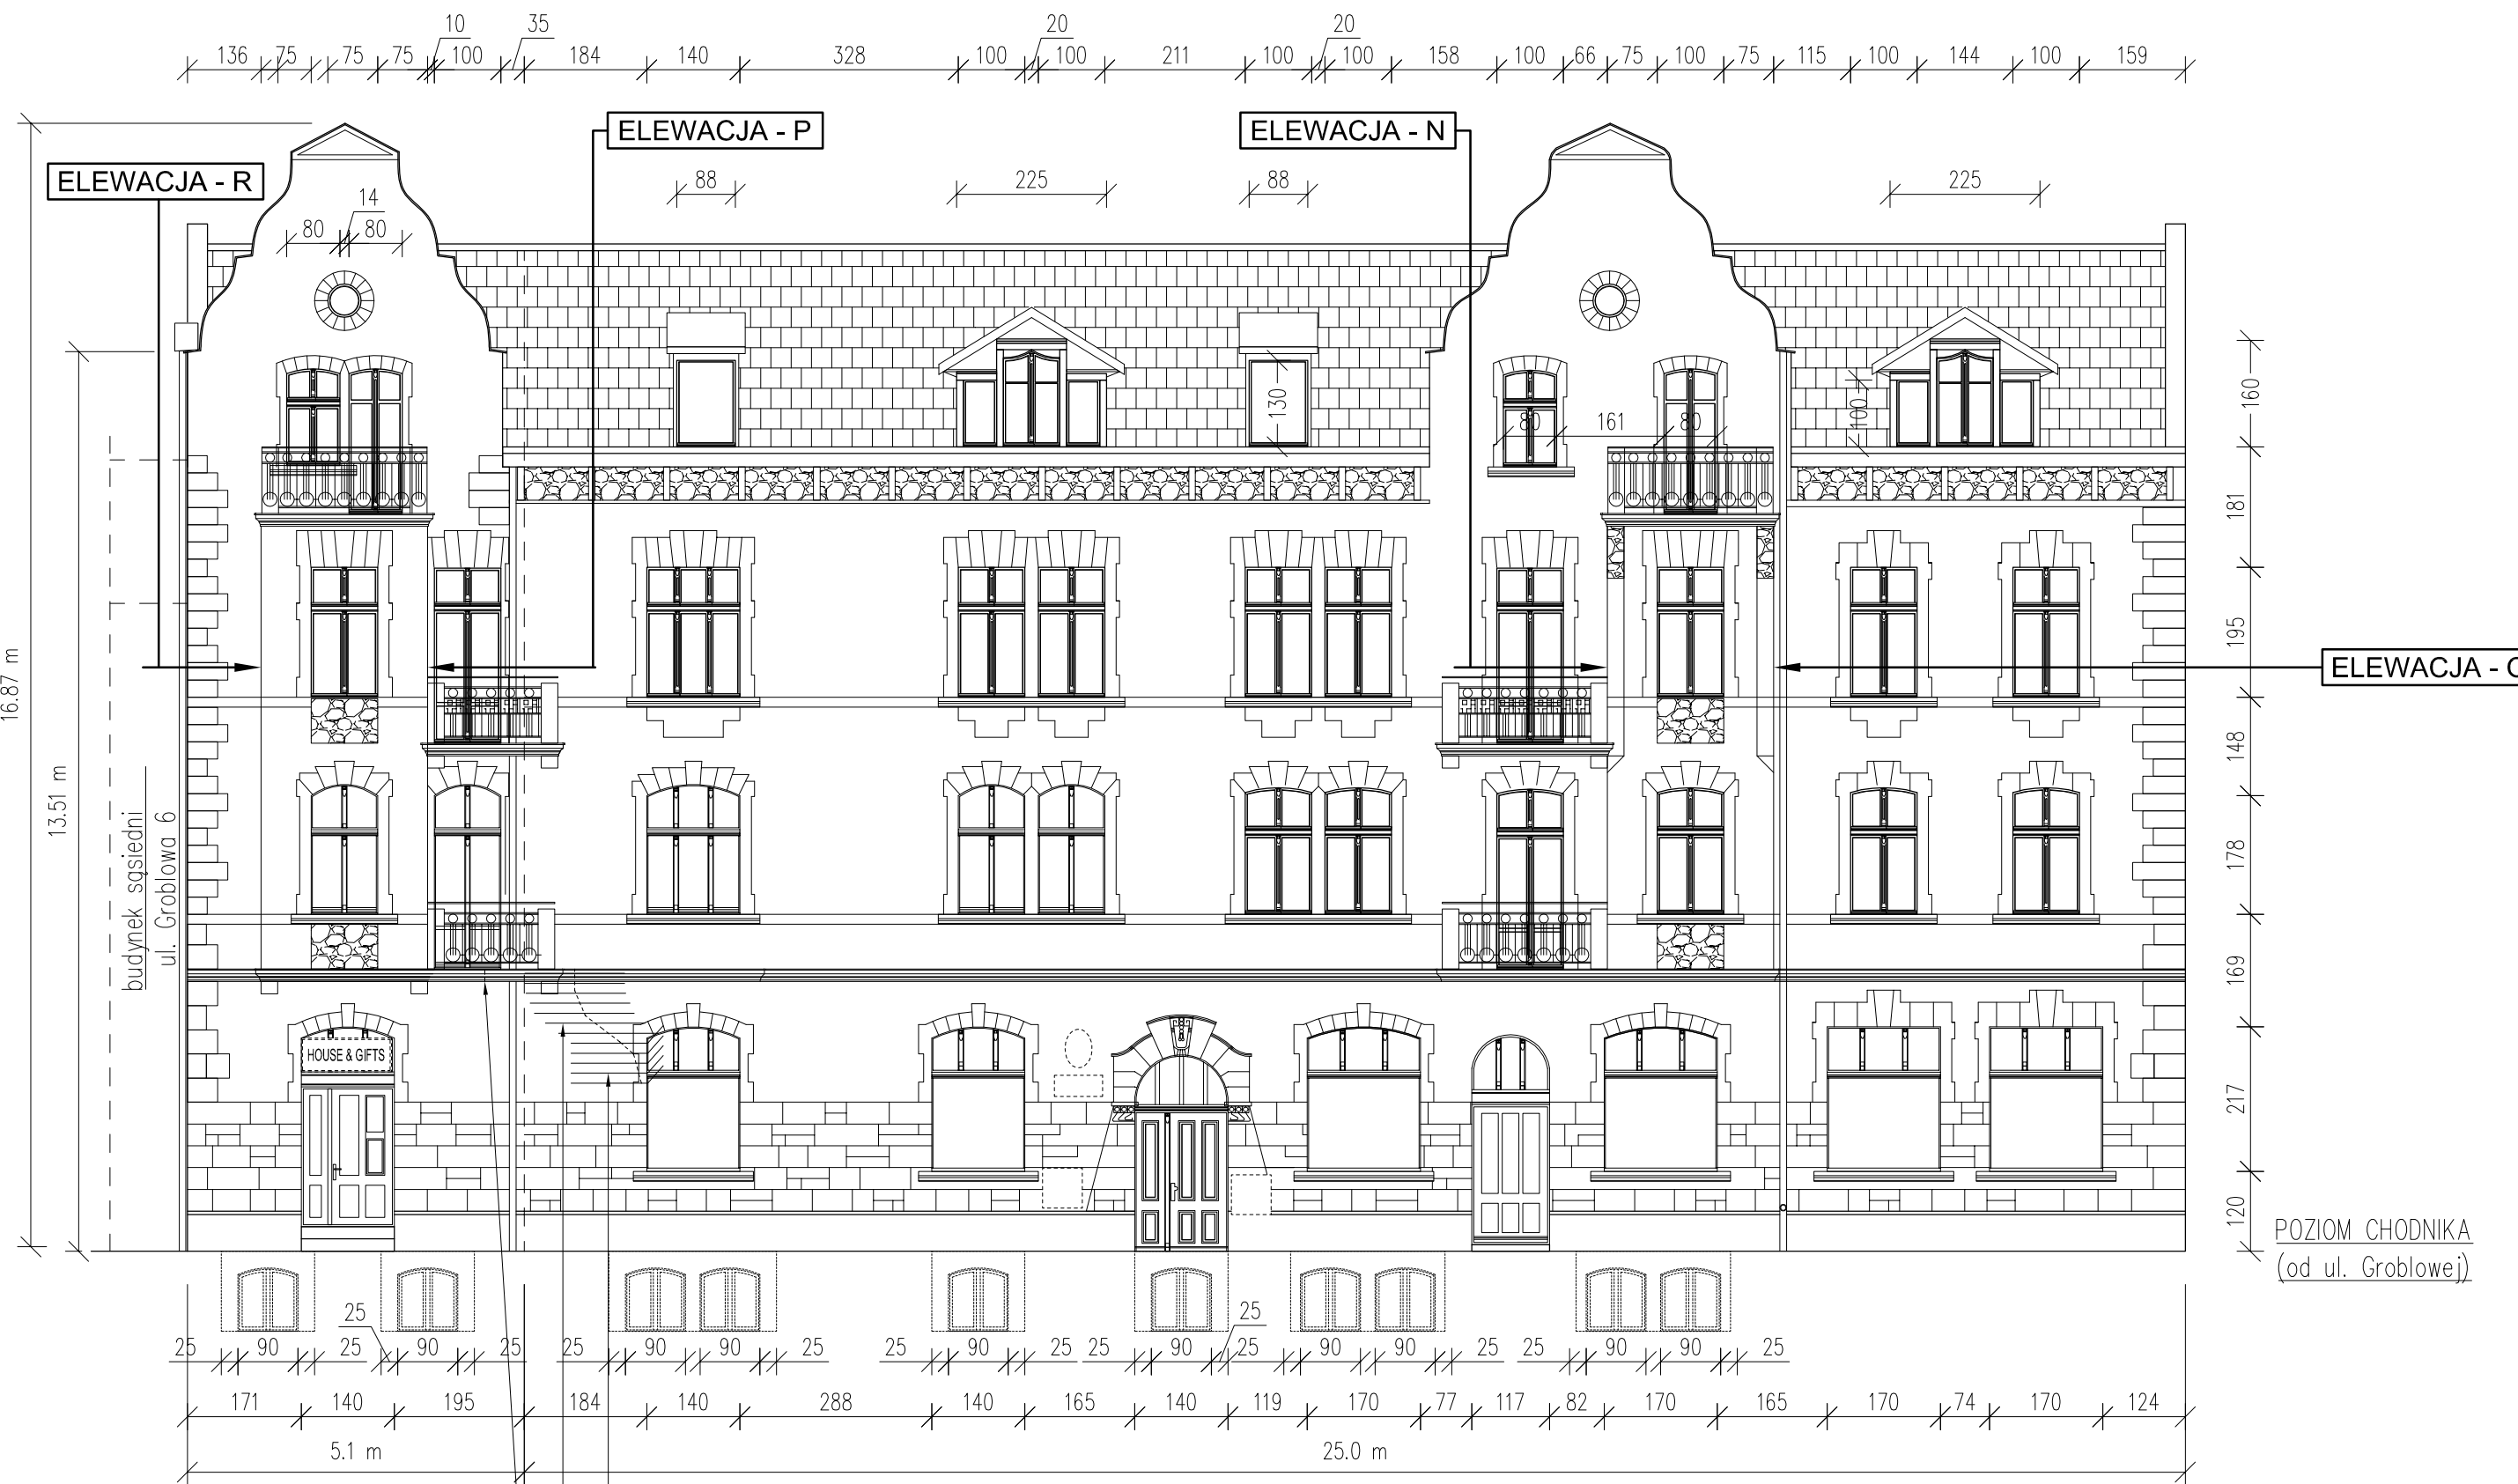 10 35 20 20
136 75 75 75 100 184 140 328 100 100 211 100 100 158 100 66 75 100 75 115 100 144 100 159
ELEWACJA - P
ELEWACJA - N
ELEWACJA - R
88 225 88 225
14
80 80
130
80 161 80
100
160
181
195
148
178
169
217
120
16.87 m
13.51 m
budynek sąsiedni
ul. Groblowa 6
HOUSE & GIFTS
POZIOM CHODNIKA
(od ul. Groblowej)
25 25
25 90 25 90 25 25 90 90 25 25 90 25 25 90 25 90 90 25 25 90 90 25
171 140 195 184 140 288 140 165 140 119 170 77 117 82 170 165 170 74 170 124
5.1 m 25.0 m